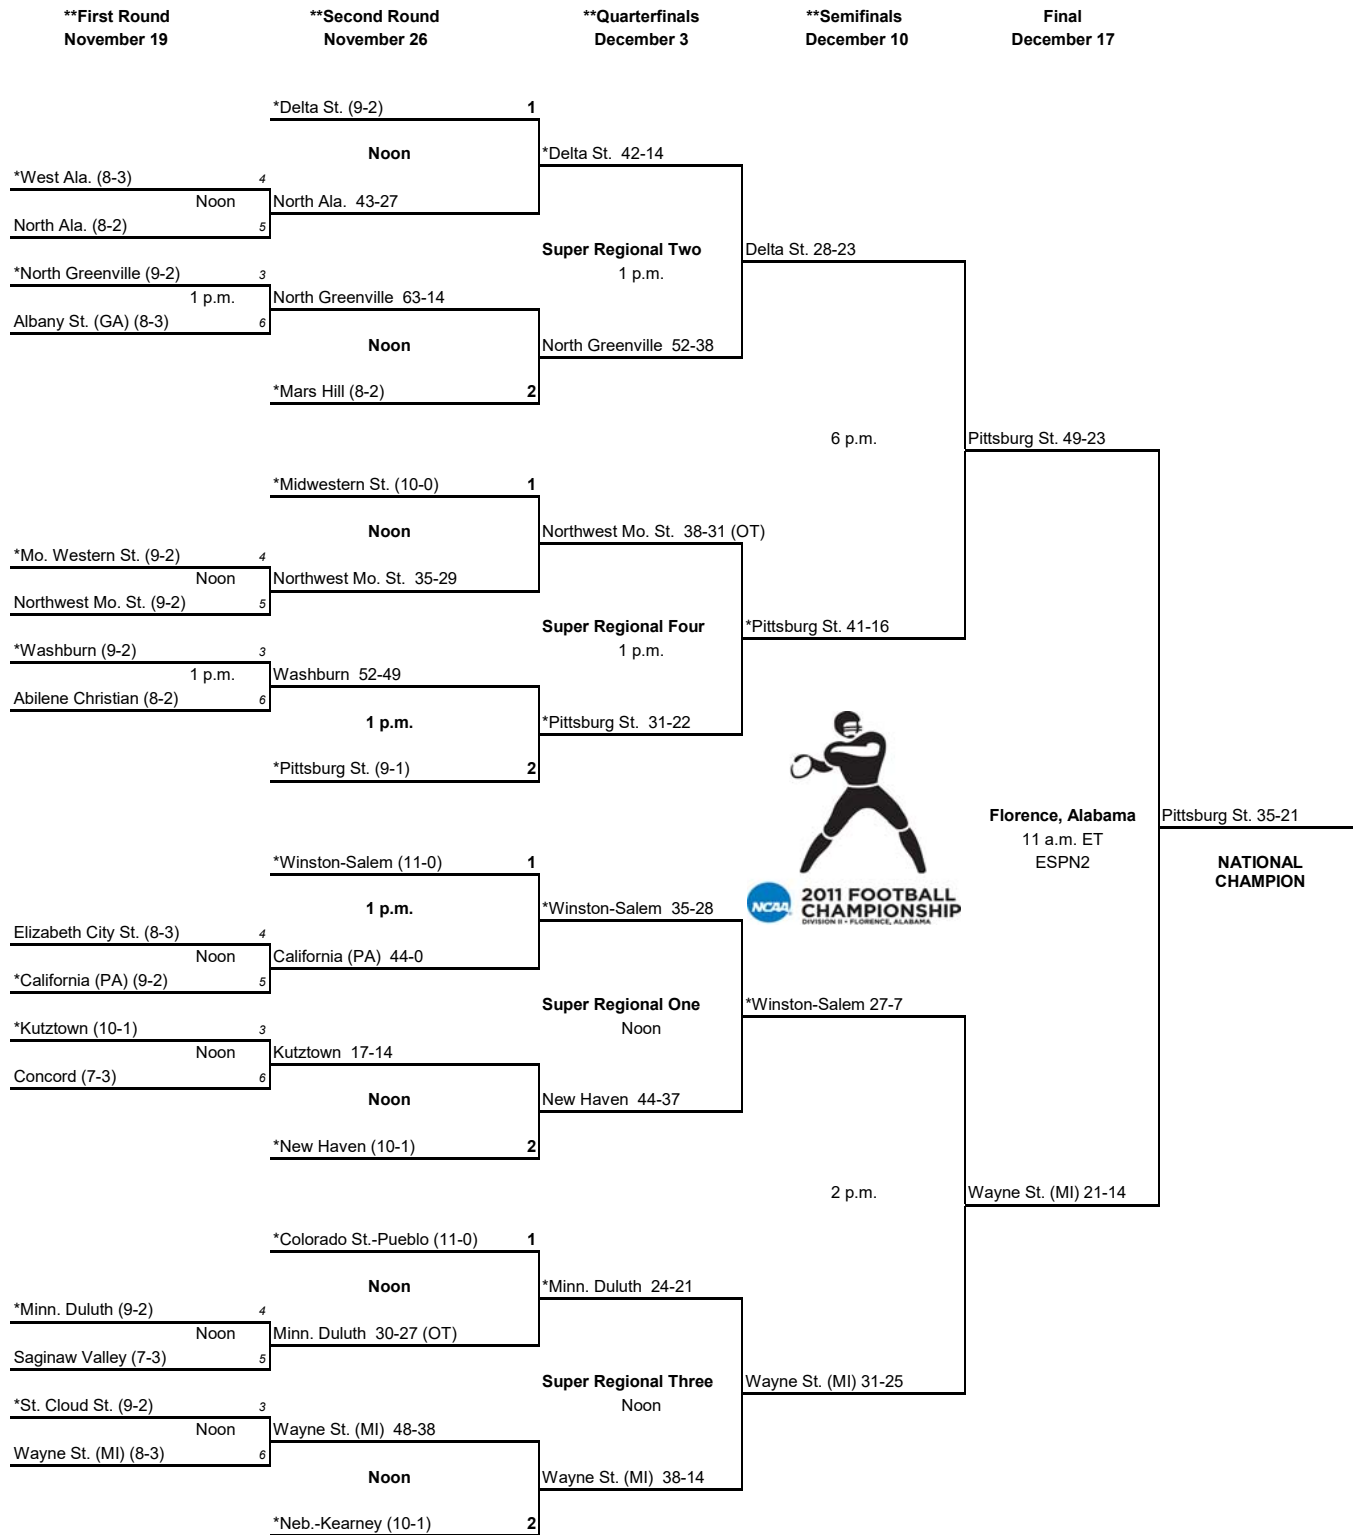 **First Round **Second Round **Quarterfinals **Semifinals Final
November 19 November 26 December 3 December 10 December 17
*Delta St. (9-2) 1
Noon *Delta St. 42-14
*West Ala. (8-3) 4
Noon North Ala. 43-27
North Ala. (8-2) 5
Super Regional Two Delta St. 28-23
*North Greenville (9-2) 3 1 p.m.
1 p.m. North Greenville 63-14
Albany St. (GA) (8-3) 6
Noon North Greenville 52-38
*Mars Hill (8-2) 2
6 p.m. Pittsburg St. 49-23
*Midwestern St. (10-0) 1
Noon Northwest Mo. St. 38-31 (OT)
*Mo. Western St. (9-2) 4
Noon Northwest Mo. St. 35-29
Northwest Mo. St. (9-2) 5
Super Regional Four *Pittsburg St. 41-16
*Washburn (9-2) 3 1 p.m.
1 p.m. Washburn 52-49
Abilene Christian (8-2) 6
1 p.m. *Pittsburg St. 31-22
*Pittsburg St. (9-1) 2
Florence, Alabama Pittsburg St. 35-21
11 a.m. ET
*Winston-Salem (11-0) 1 ESPN2 NATIONAL
CHAMPION
NCAA 2011 FOOTBALL
CHAMPIONSHIP
DIVISION II • FLORENCE, ALABAMA
1 p.m. *Winston-Salem 35-28
Elizabeth City St. (8-3) 4
Noon California (PA) 44-0
*California (PA) (9-2) 5
Super Regional One *Winston-Salem 27-7
*Kutztown (10-1) 3 Noon
Noon Kutztown 17-14
Concord (7-3) 6
Noon New Haven 44-37
*New Haven (10-1) 2
2 p.m. Wayne St. (MI) 21-14
*Colorado St.-Pueblo (11-0) 1
Noon *Minn. Duluth 24-21
*Minn. Duluth (9-2) 4
Noon Minn. Duluth 30-27 (OT)
Saginaw Valley (7-3) 5
Super Regional Three Wayne St. (MI) 31-25
*St. Cloud St. (9-2) 3 Noon
Noon Wayne St. (MI) 48-38
Wayne St. (MI) (8-3) 6
Noon Wayne St. (MI) 38-14
*Neb.-Kearney (10-1) 2